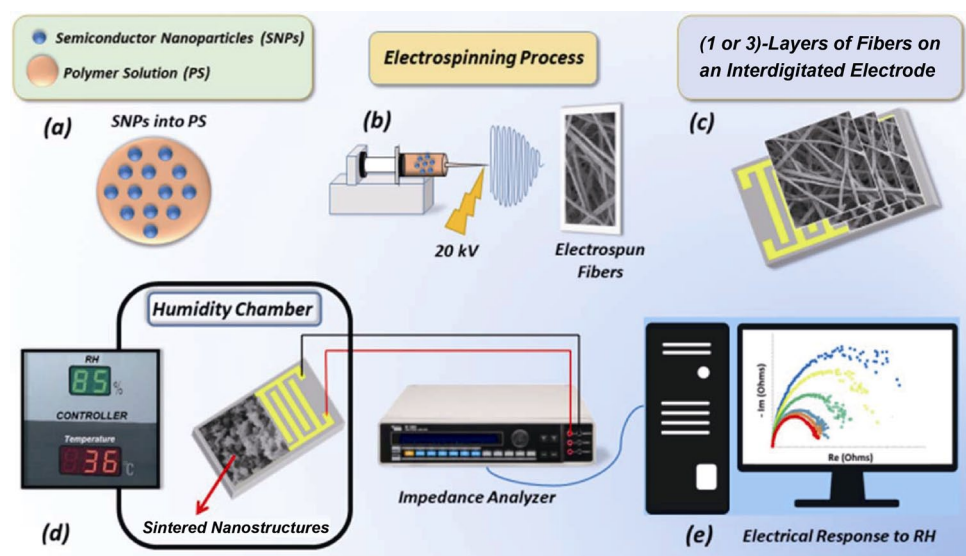 Semiconductor Nanoparticles (SNPs)
Polymer Solution (PS)
Electrospinning Process
(1 or 3)-Layers of Fibers on
an Interdigitated Electrode
(a)
SNPs into PS
(b)
20 kV
Electrospun
Fibers
(c)
Humidity Chamber
RH
85 %
CONTROLLER
Temperature
36 °C
(d)
Sintered Nanostructures
Impedance Analyzer
- Im (Ohms)
Re (Ohms)
(e)
Electrical Response to RH